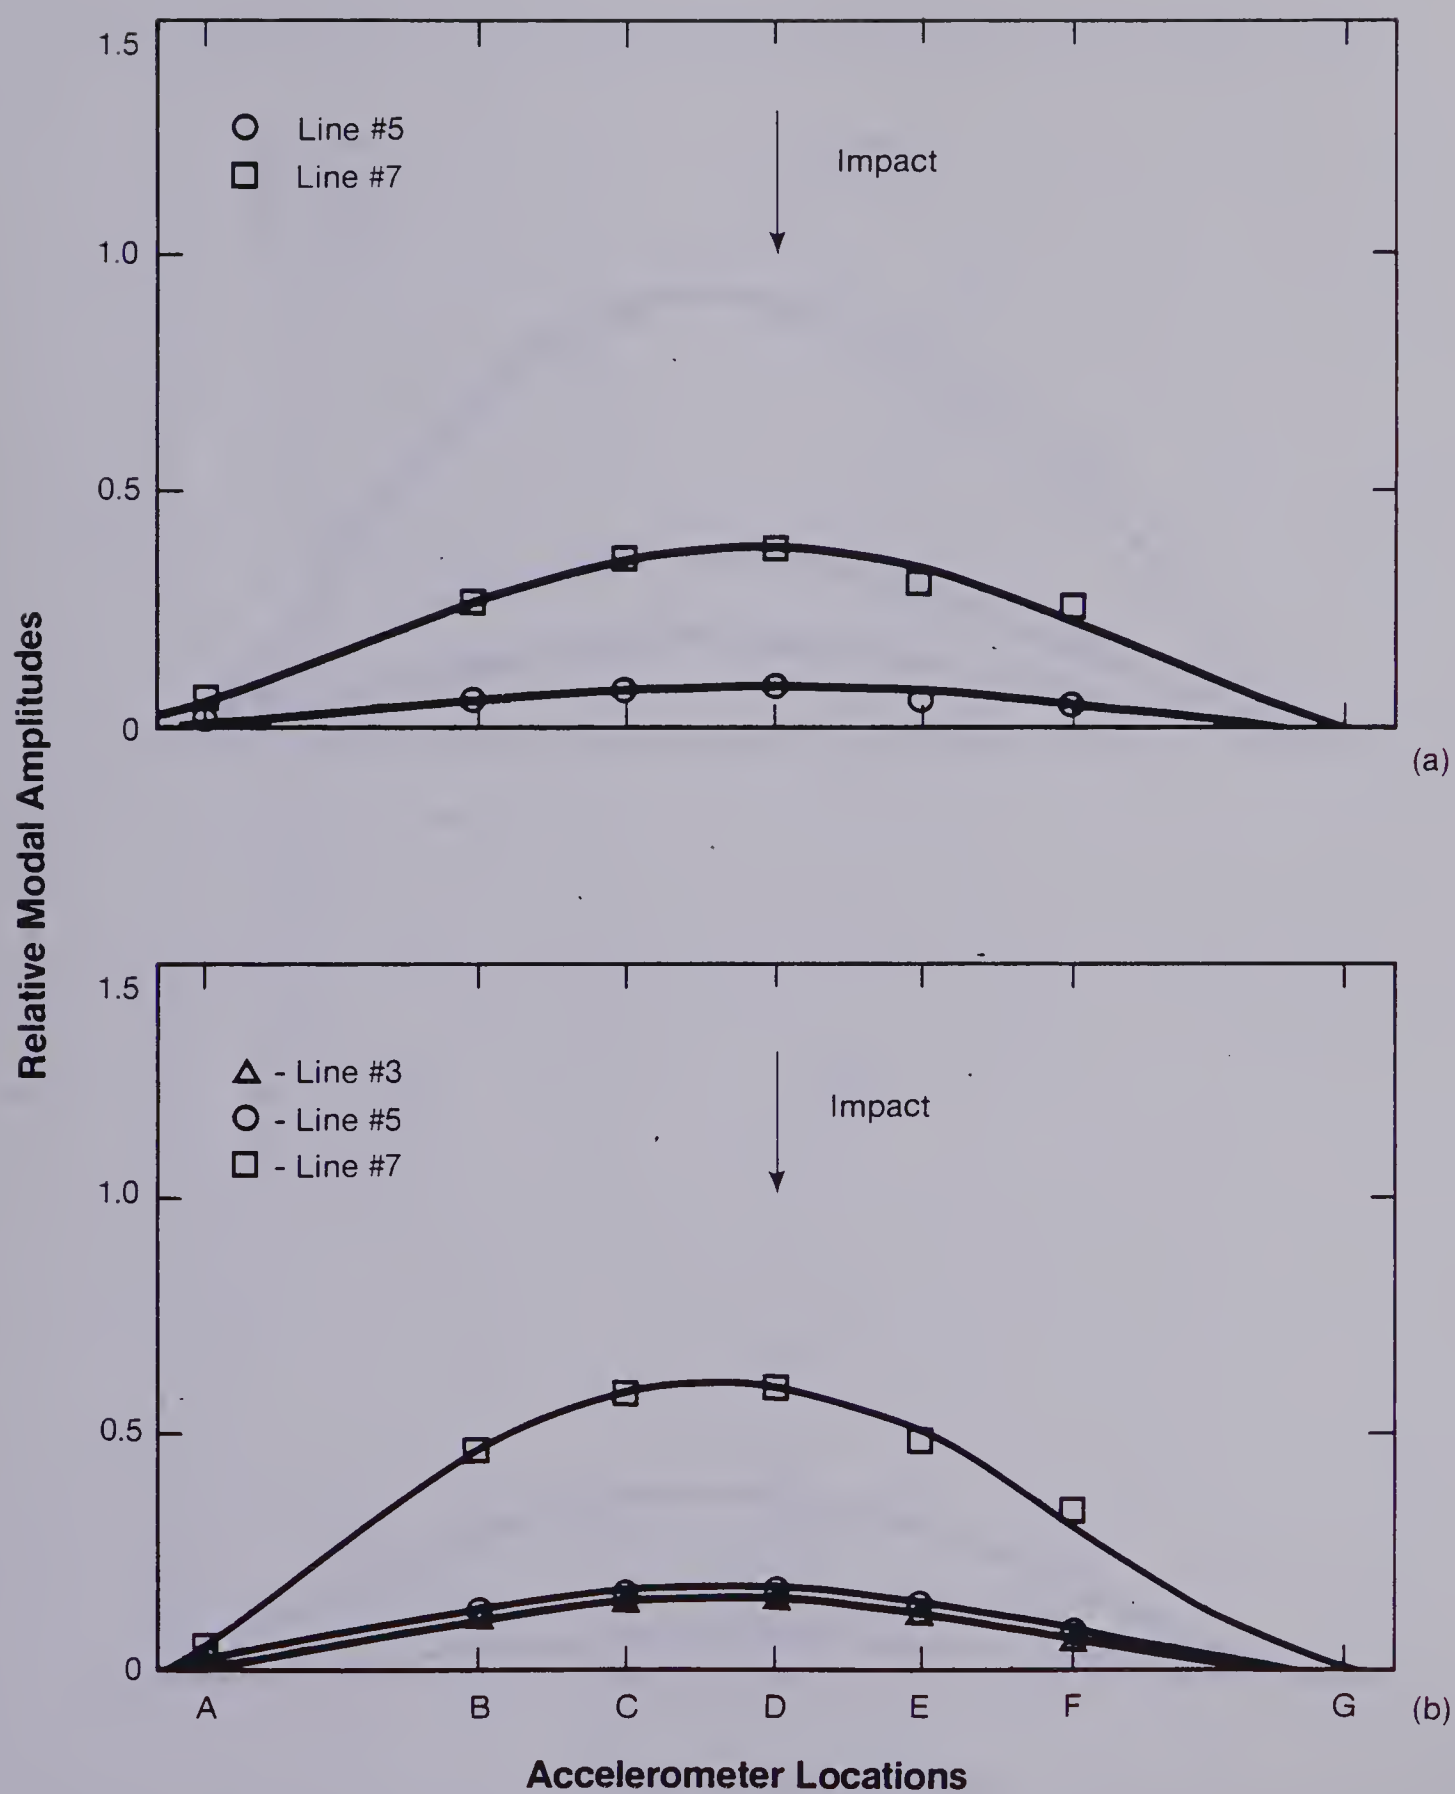 1.5
Line #5
Impact
Line #7
1.0
0.5
0
(a)
Relative Modal Amplitudes
1.5
- Line #3
Impact
- Line #5
- Line #7
1.0
0.5
0
A B C D E F G (b)
Accelerometer Locations